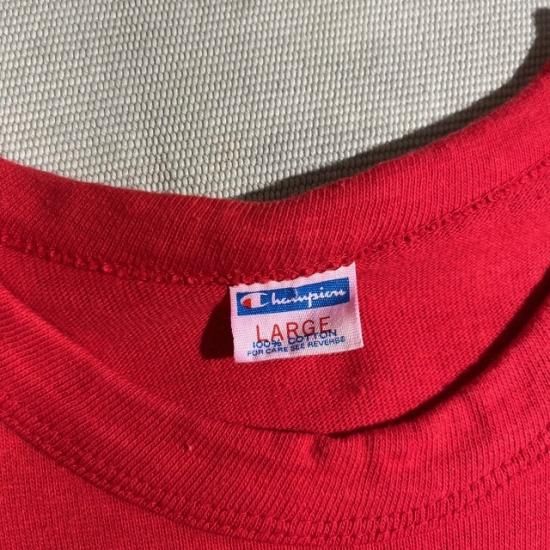 Champion
LARGE
100% COTTON
FOR CARE SEE REVERSE